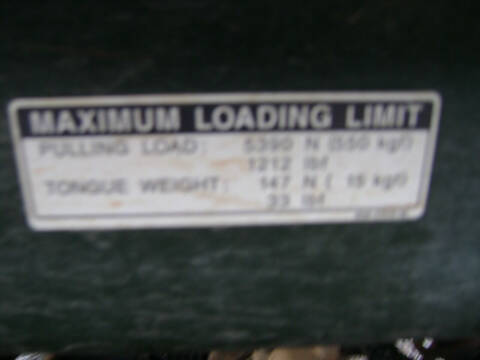 MAXIMUM LOADING LIMIT
PULLING LOAD: 5390 N (550 kgf)
1212 lbf
TONGUE WEIGHT: 147 N ( 15 kgf)
33 lbf